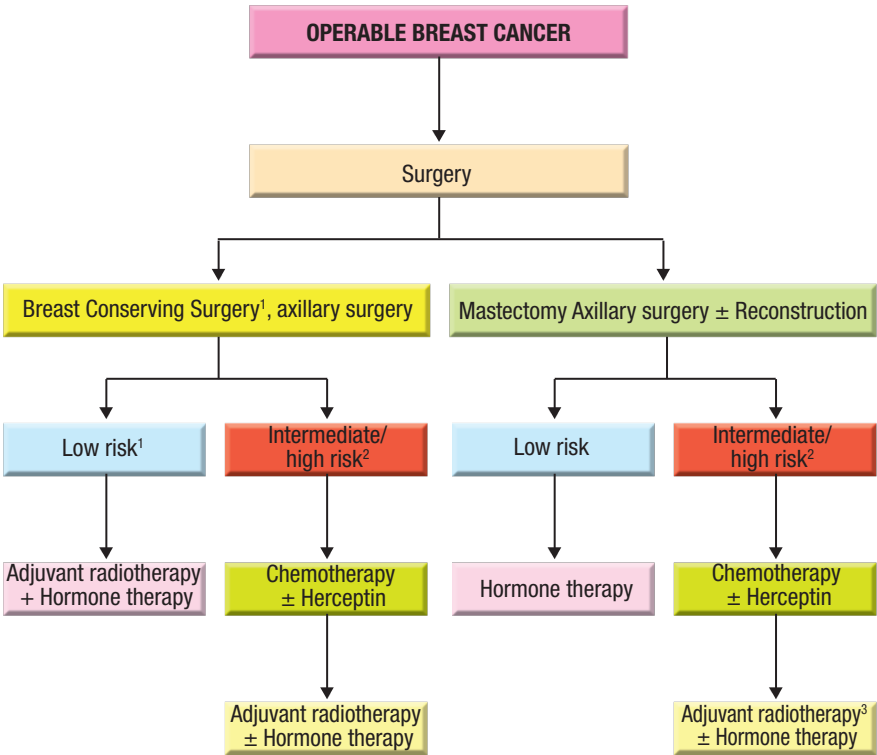 OPERABLE BREAST CANCER
Surgery
Breast Conserving Surgery¹, axillary surgery
Mastectomy Axillary surgery ± Reconstruction
Low risk¹
Intermediate/
high risk²
Low risk
Intermediate/
high risk²
Adjuvant radiotherapy
+ Hormone therapy
Chemotherapy
± Herceptin
Hormone therapy
Chemotherapy
± Herceptin
Adjuvant radiotherapy
± Hormone therapy
Adjuvant radiotherapy³
± Hormone therapy